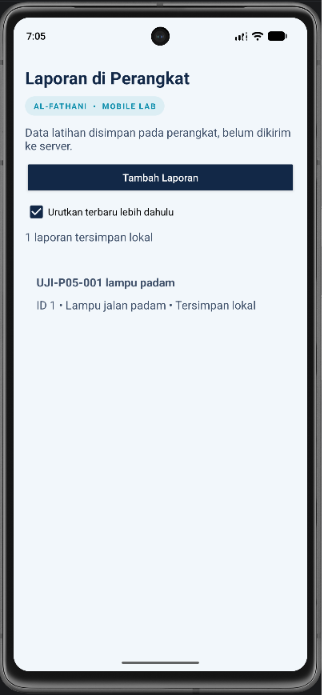 7:05
Laporan di Perangkat
AL-FATHANI • MOBILE LAB
Data latihan disimpan pada perangkat, belum dikirim
ke server.
Tambah Laporan
Urutkan terbaru lebih dahulu
1 laporan tersimpan lokal
UJI-P05-001 lampu padam
ID 1 • Lampu jalan padam • Tersimpan lokal